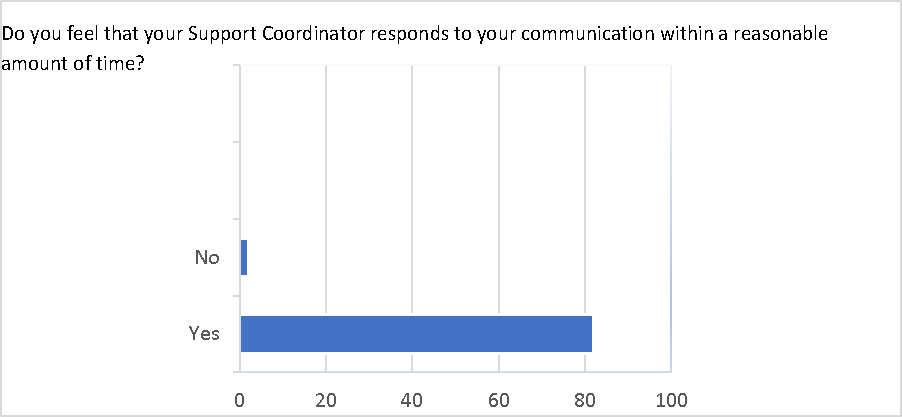 Do you feel that your Support Coordinator responds to your communication within a reasonable
amount of time?
No
Yes
0 20 40 60 80 100